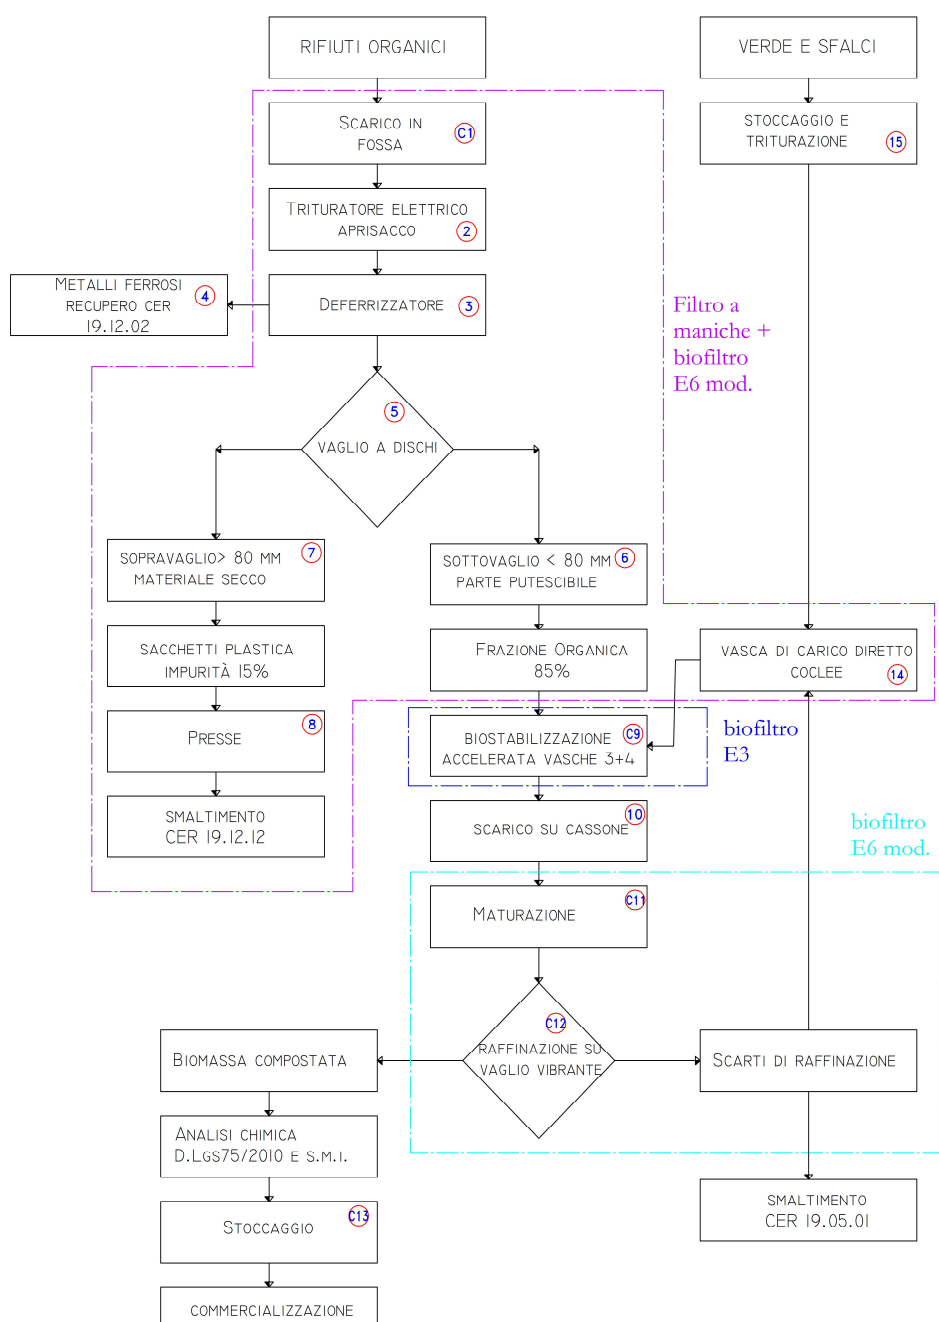 RIFIUTI ORGANICI
VERDE E SFALCI
SCARICO IN
FOSSA
C1
STOCCAGGIO E
TRITURAZIONE
15
TRITURATORE ELETTRICO
APRISACCO
2
METALLI FERROSI
RECUPERO CER
19.12.02
4
DEFERRIZZATORE
3
Filtro a
maniche +
biofiltro
E6 mod.
5
VAGLIO A DISCHI
SOPRAVAGLIO> 80 MM
MATERIALE SECCO
7
SOTTOVAGLIO < 80 MM
PARTE PUTESCIBILE
6
SACCHETTI PLASTICA
IMPURITÀ 15%
FRAZIONE ORGANICA
85%
VASCA DI CARICO DIRETTO
COCLEE
14
PRESSE
8
BIOSTABILIZZAZIONE
ACCELERATA VASCHE 3+4
C9
biofiltro
E3
SMALTIMENTO
CER 19.12.12
SCARICO SU CASSONE
10
biofiltro
E6 mod.
MATURAZIONE
C11
C12
RAFFINAZIONE SU
VAGLIO VIBRANTE
BIOMASSA COMPOSTATA
SCARTI DI RAFFINAZIONE
ANALISI CHIMICA
D.LGS75/2010 E S.M.I.
STOCCAGGIO
C13
SMALTIMENTO
CER 19.05.01
COMMERCIALIZZAZIONE